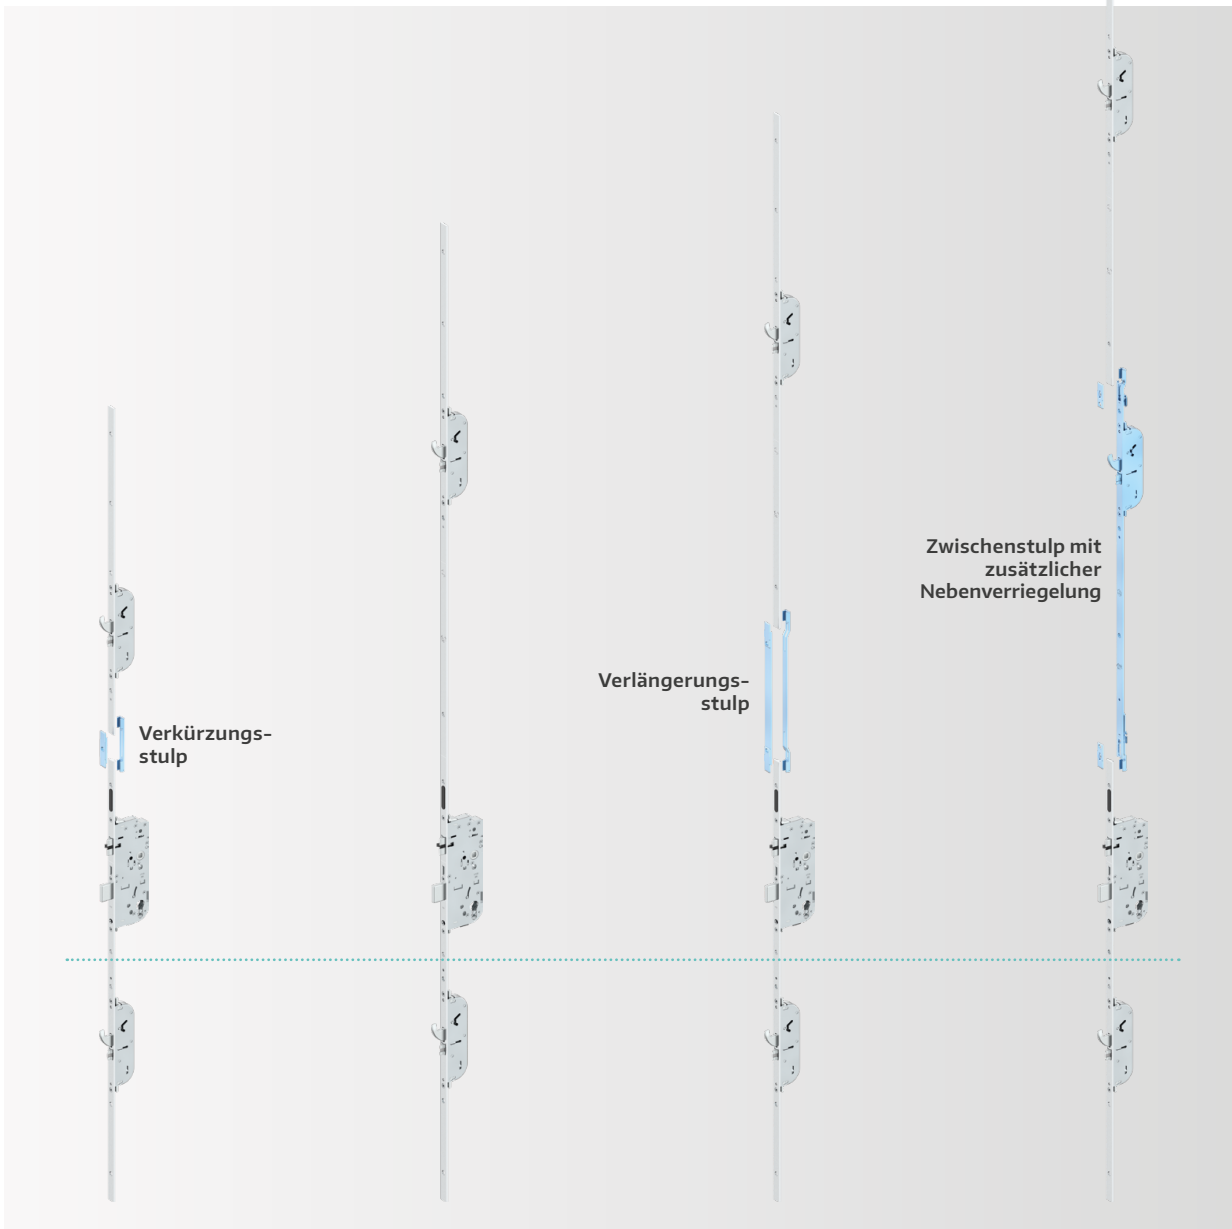 Verkürzungs-
stulp
Verlängerungs-
stulp
Zwischenstulp mit
zusätzlicher
Nebenverriegelung